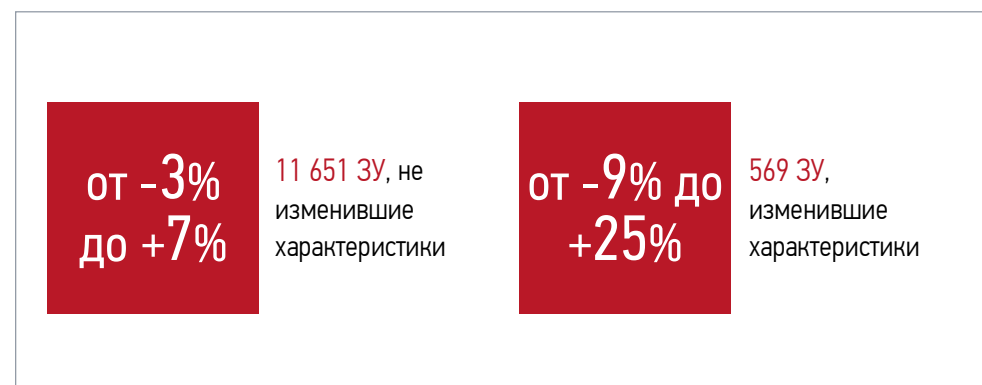 от -3%
до +7%
11 651 ЗУ, не
изменившие
характеристики
от -9% до
+25%
569 ЗУ,
изменившие
характеристики